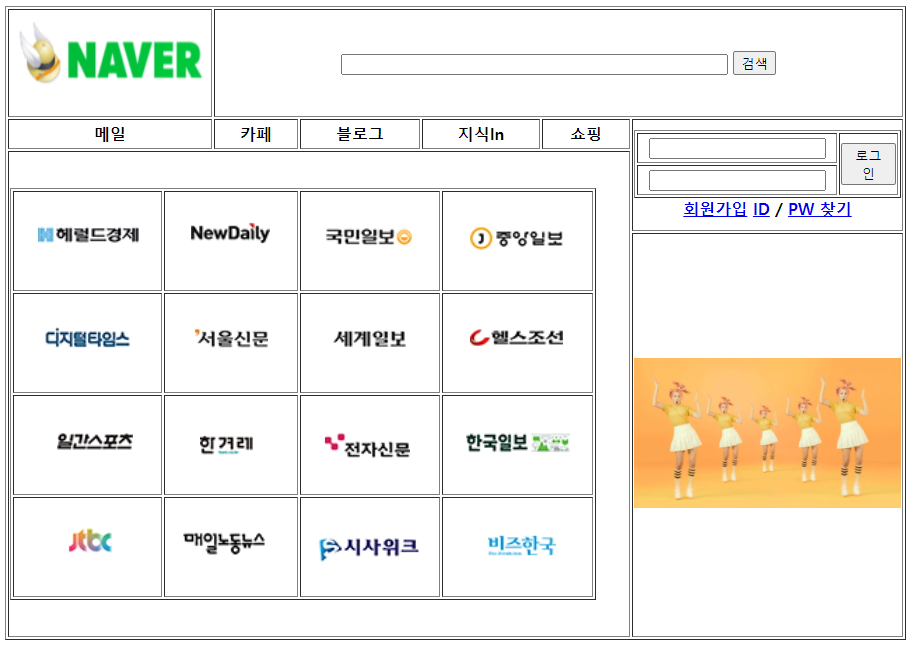 NAVER
검색
메일 카페 블로그 지식In 쇼핑
로그
인
회원가입 ID / PW 찾기
헤럴드경제 NewDaily 국민일보 중앙일보
디지털타임스 서울신문 세계일보 헬스조선
일간스포츠 한겨레 전자신문 한국일보
jtbc 매일노동뉴스 시사위크 비즈한국